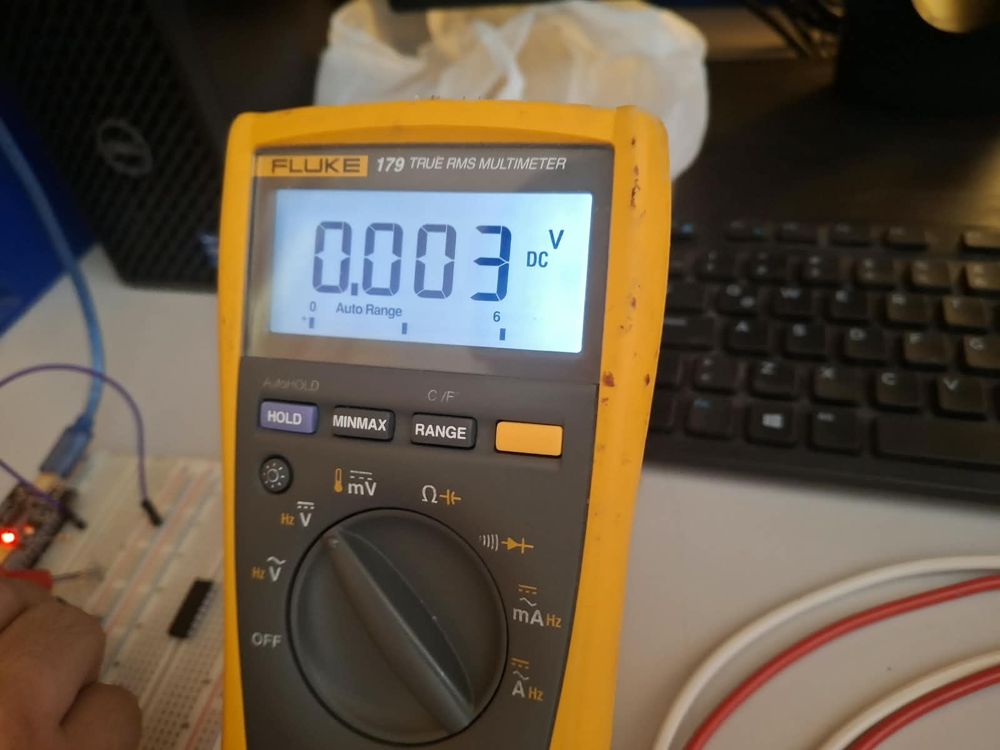 FLUKE 179 TRUE RMS MULTIMETER
0.003 DC V
0 Auto Range 6
AutoHOLD
C /F
HOLD MINMAX RANGE
mV
Ω
Hz V
Hz V
mA Hz
OFF
A Hz
A
S
Z X C V